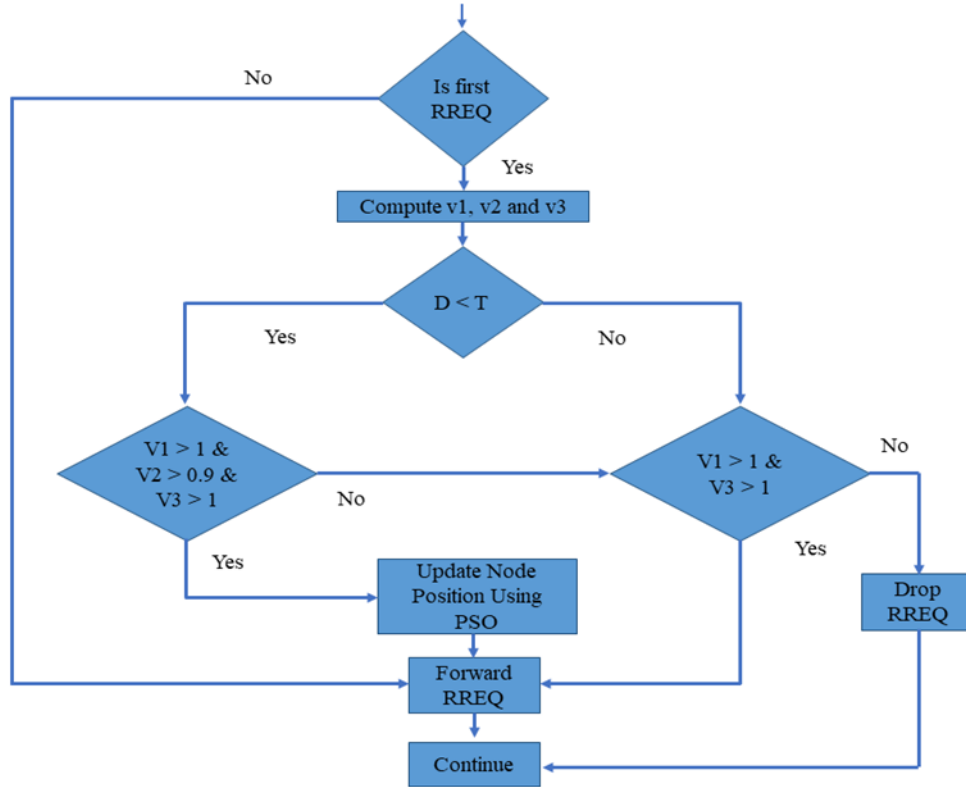 No
Is first
RREQ
Yes
Compute v1, v2 and v3
D < T
Yes
No
V1 > 1 &
V2 > 0.9 &
V3 > 1
No
V1 > 1 &
V3 > 1
No
Yes
Yes
Update Node
Position Using
PSO
Drop
RREQ
Forward
RREQ
Continue